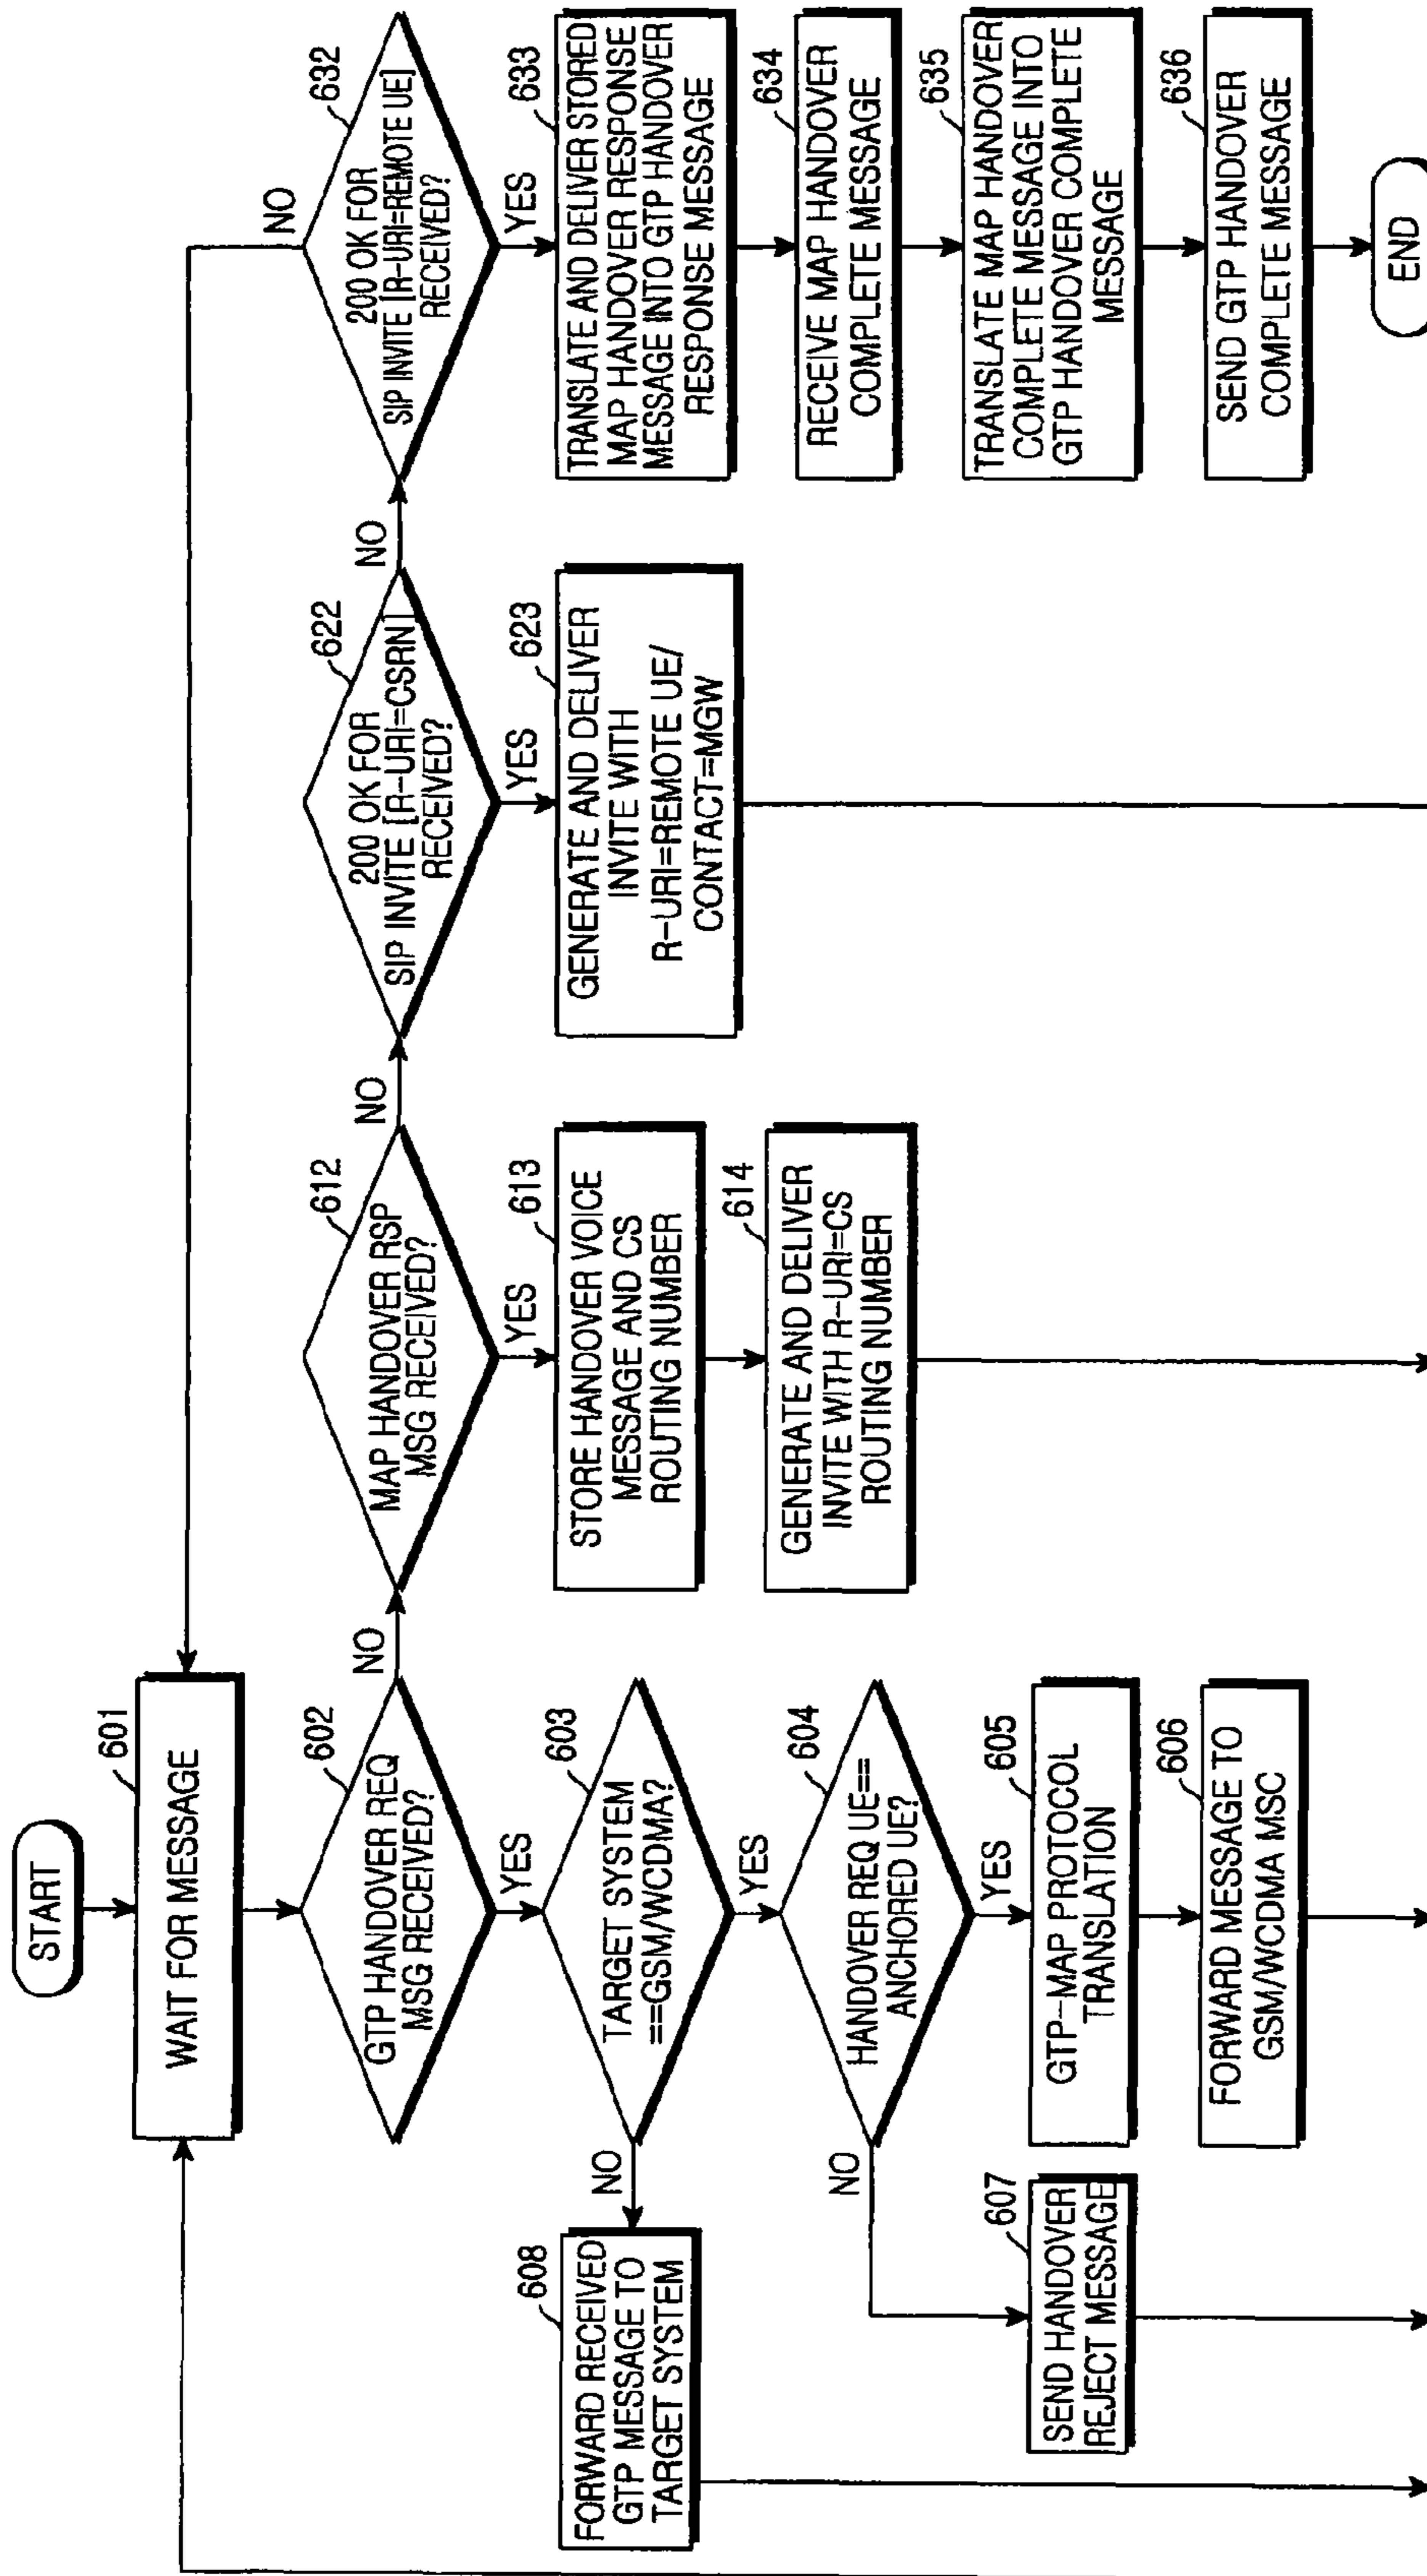 START
601
WAIT FOR MESSAGE
602
GTP HANDOVER REQ
MSG RECEIVED?
NO
YES
603
TARGET SYSTEM
==GSM/WCDMA?
NO
YES
608
FORWARD RECEIVED
GTP MESSAGE TO
TARGET SYSTEM
604
HANDOVER REQ UE==
ANCHORED UE?
NO
YES
607
SEND HANDOVER
REJECT MESSAGE
605
GTP-MAP PROTOCOL
TRANSLATION
606
FORWARD MESSAGE TO
GSM/WCDMA MSC
612
MAP HANDOVER RSP
MSG RECEIVED?
NO
YES
613
STORE HANDOVER VOICE
MESSAGE AND CS
ROUTING NUMBER
614
GENERATE AND DELIVER
INVITE WITH R-URI=CS
ROUTING NUMBER
622
200 OK FOR
SIP INVITE [R-URI=CSRN]
RECEIVED?
NO
YES
623
GENERATE AND DELIVER
INVITE WITH
R-URI=REMOTE UE/
CONTACT=MGW
632
200 OK FOR
SIP INVITE [R-URI=REMOTE UE]
RECEIVED?
NO
YES
633
TRANSLATE AND DELIVER STORED
MAP HANDOVER RESPONSE
MESSAGE INTO GTP HANDOVER
RESPONSE MESSAGE
634
RECEIVE MAP HANDOVER
COMPLETE MESSAGE
635
TRANSLATE MAP HANDOVER
COMPLETE MESSAGE INTO
GTP HANDOVER COMPLETE
MESSAGE
636
SEND GTP HANDOVER
COMPLETE MESSAGE
END